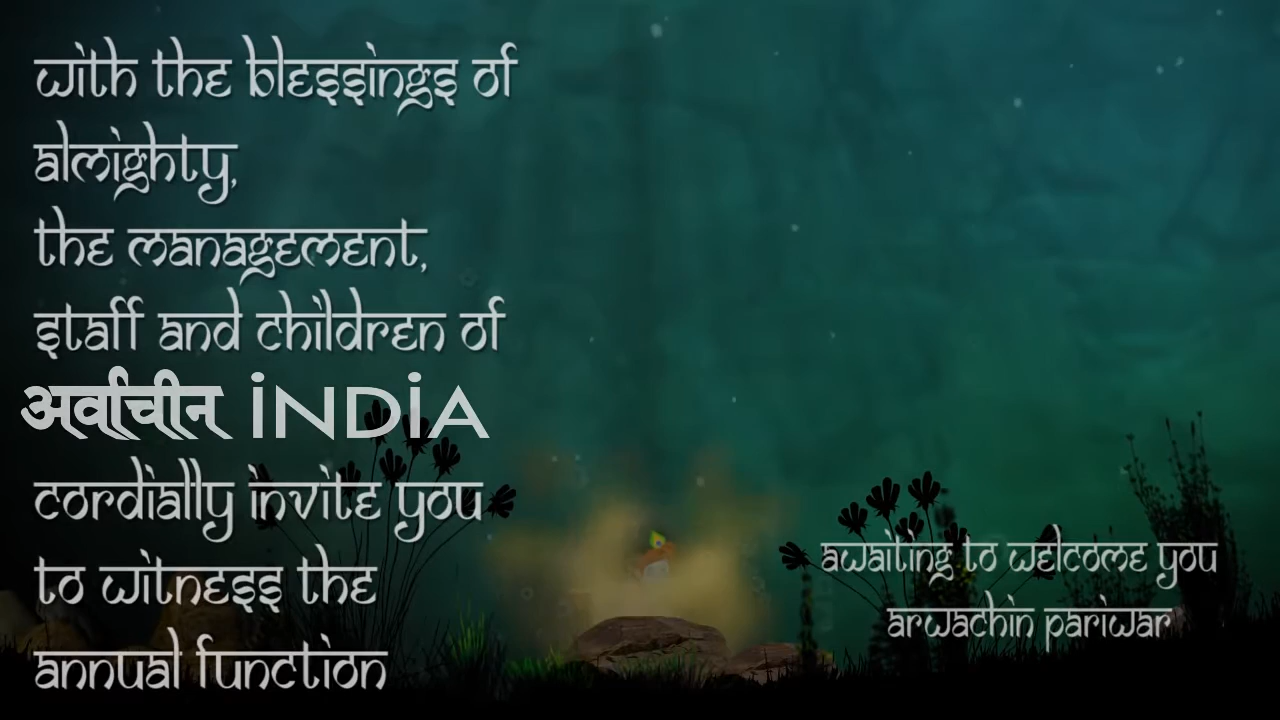 with the blessings of
almighty,
the management,
staff and children of
अर्वाचीन iNDiA
cordially invite you
to witness the
annual function
awaiting to welcome you
arwachin pariwar